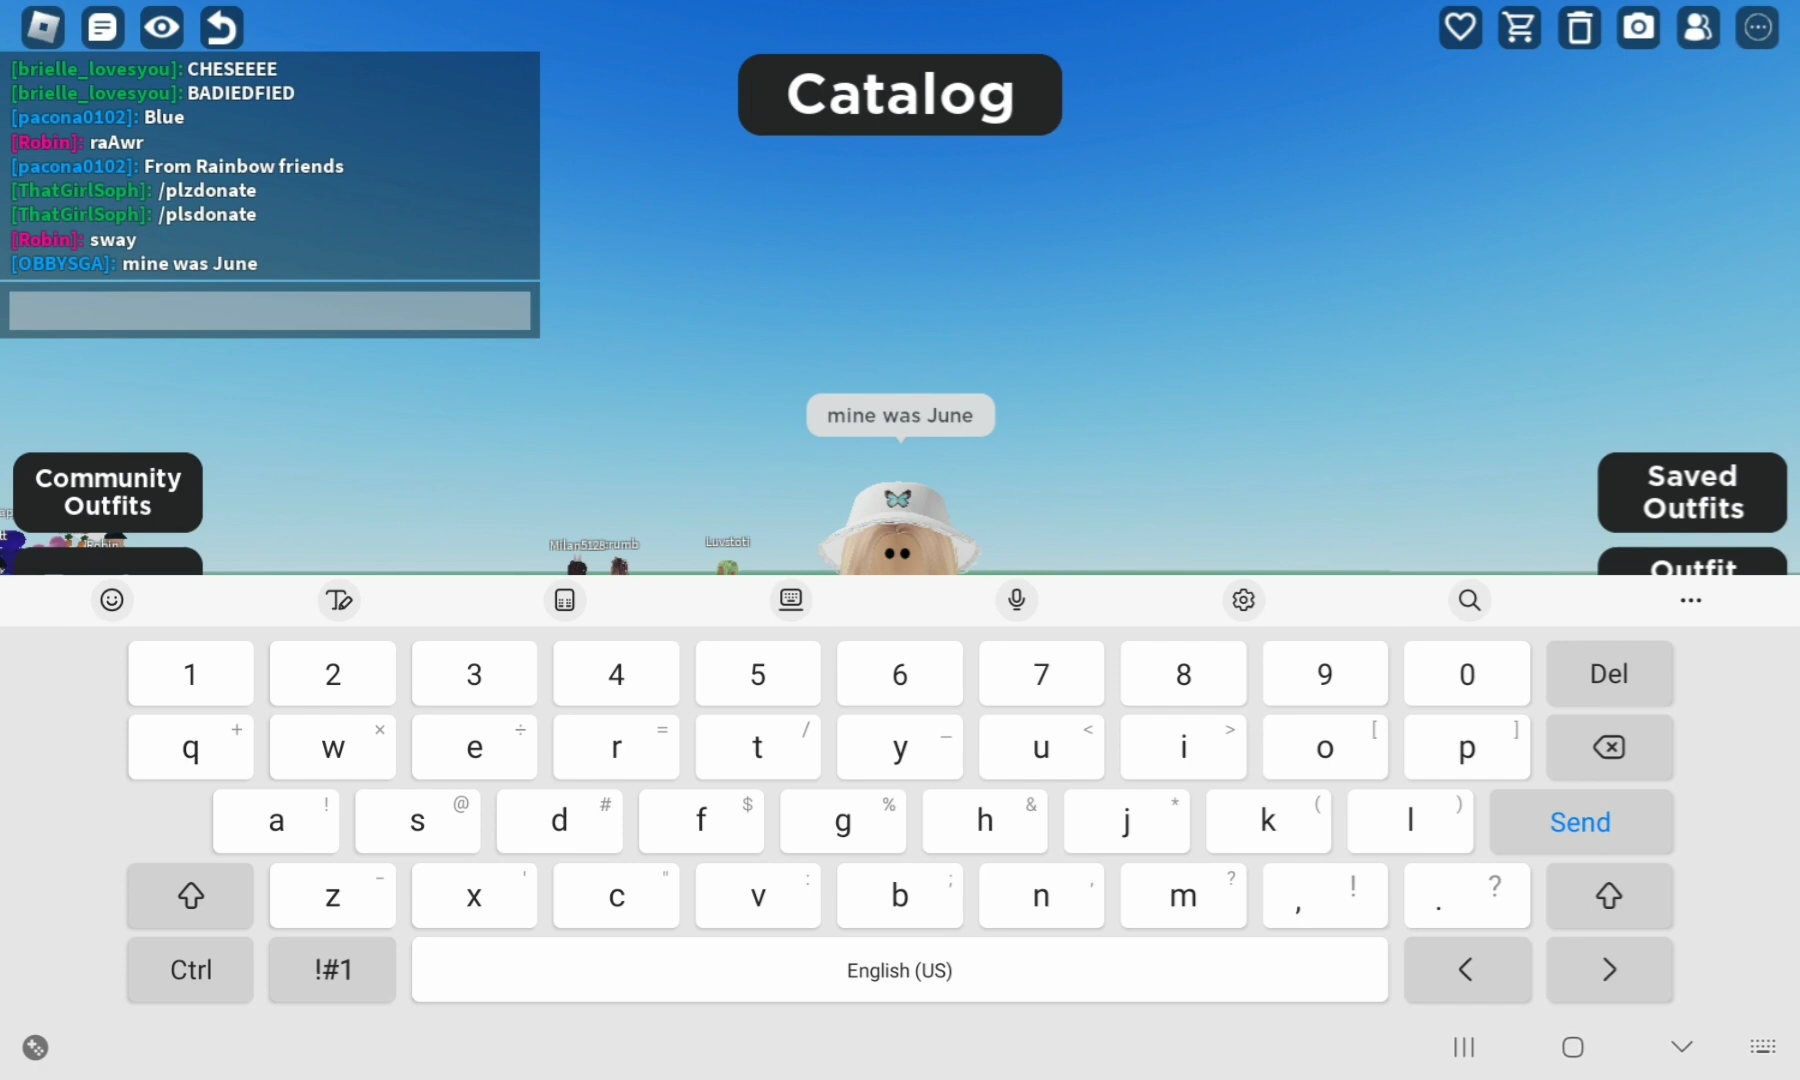 [brielle_lovesyou]: CHESEEEE
[brielle_lovesyou]: BADIEDFIED
[pacona0102]: Blue
[Robin]: raAwr
[pacona0102]: From Rainbow friends
[ThatGirlSoph]: /plzdonate
[ThatGirlSoph]: /plsdonate
[Robin]: sway
[OBBYSGA]: mine was June
Catalog
mine was June
Community
Outfits
Saved
Outfits
Robin
Luvstoti
Outfit
1 2 3 4 5 6 7 8 9 0 Del
q + w × e ÷ r = t / y _ u < i > o [ p ]
a ! s @ d # f $ g % h & j * k ( l ) Send
z - x ' c " v : b ; n , m ? , ! . ?
Ctrl !#1 English (US) < >